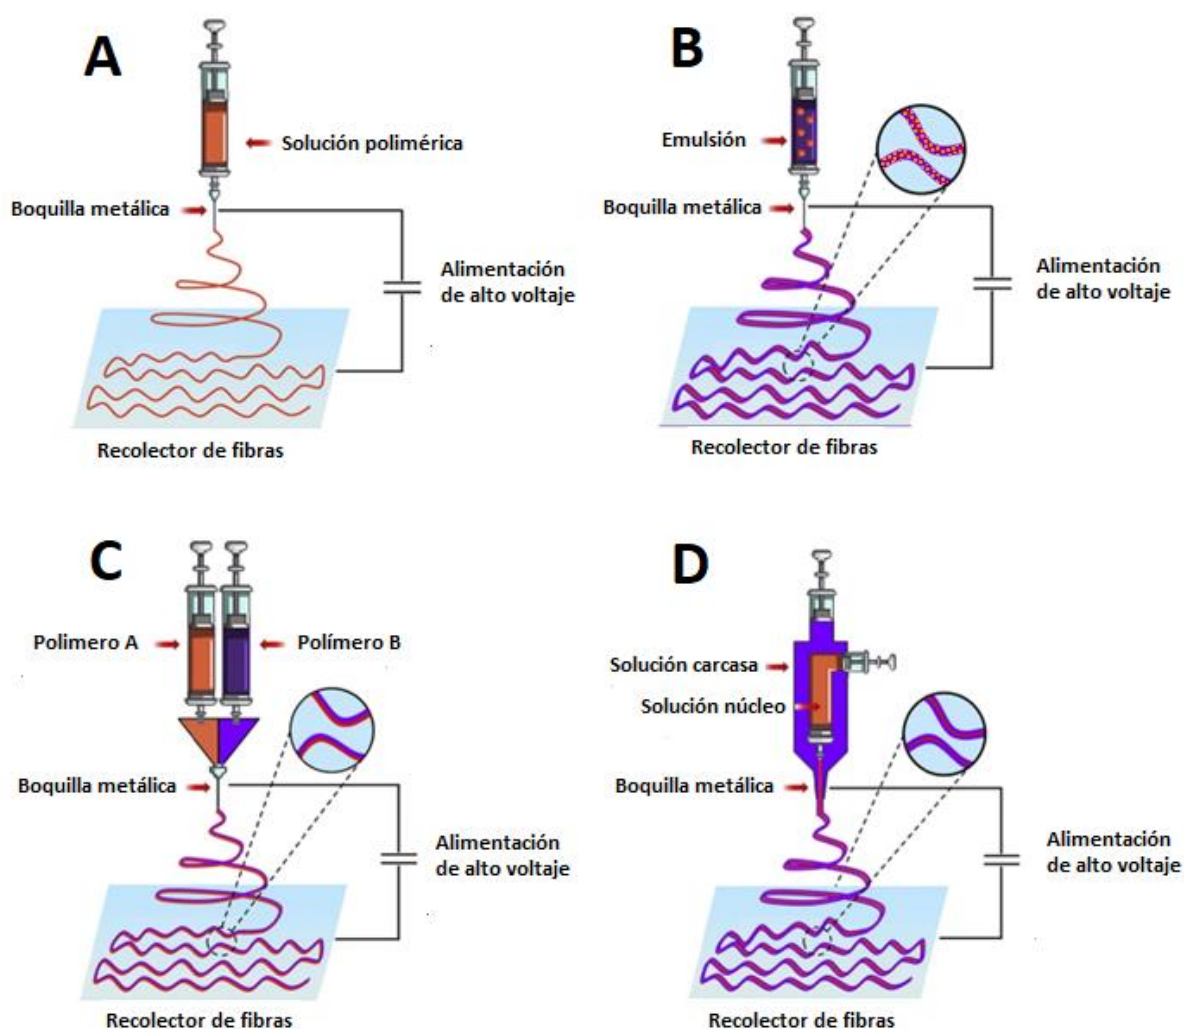 A
Solución polimérica
Boquilla metálica
Alimentación
de alto voltaje
Recolector de fibras
B
Emulsión
Boquilla metálica
Alimentación
de alto voltaje
Recolector de fibras
C
Polimero A
Polímero B
Boquilla metálica
Alimentación
de alto voltaje
Recolector de fibras
D
Solución carcasa
Solución núcleo
Boquilla metálica
Alimentación
de alto voltaje
Recolector de fibras